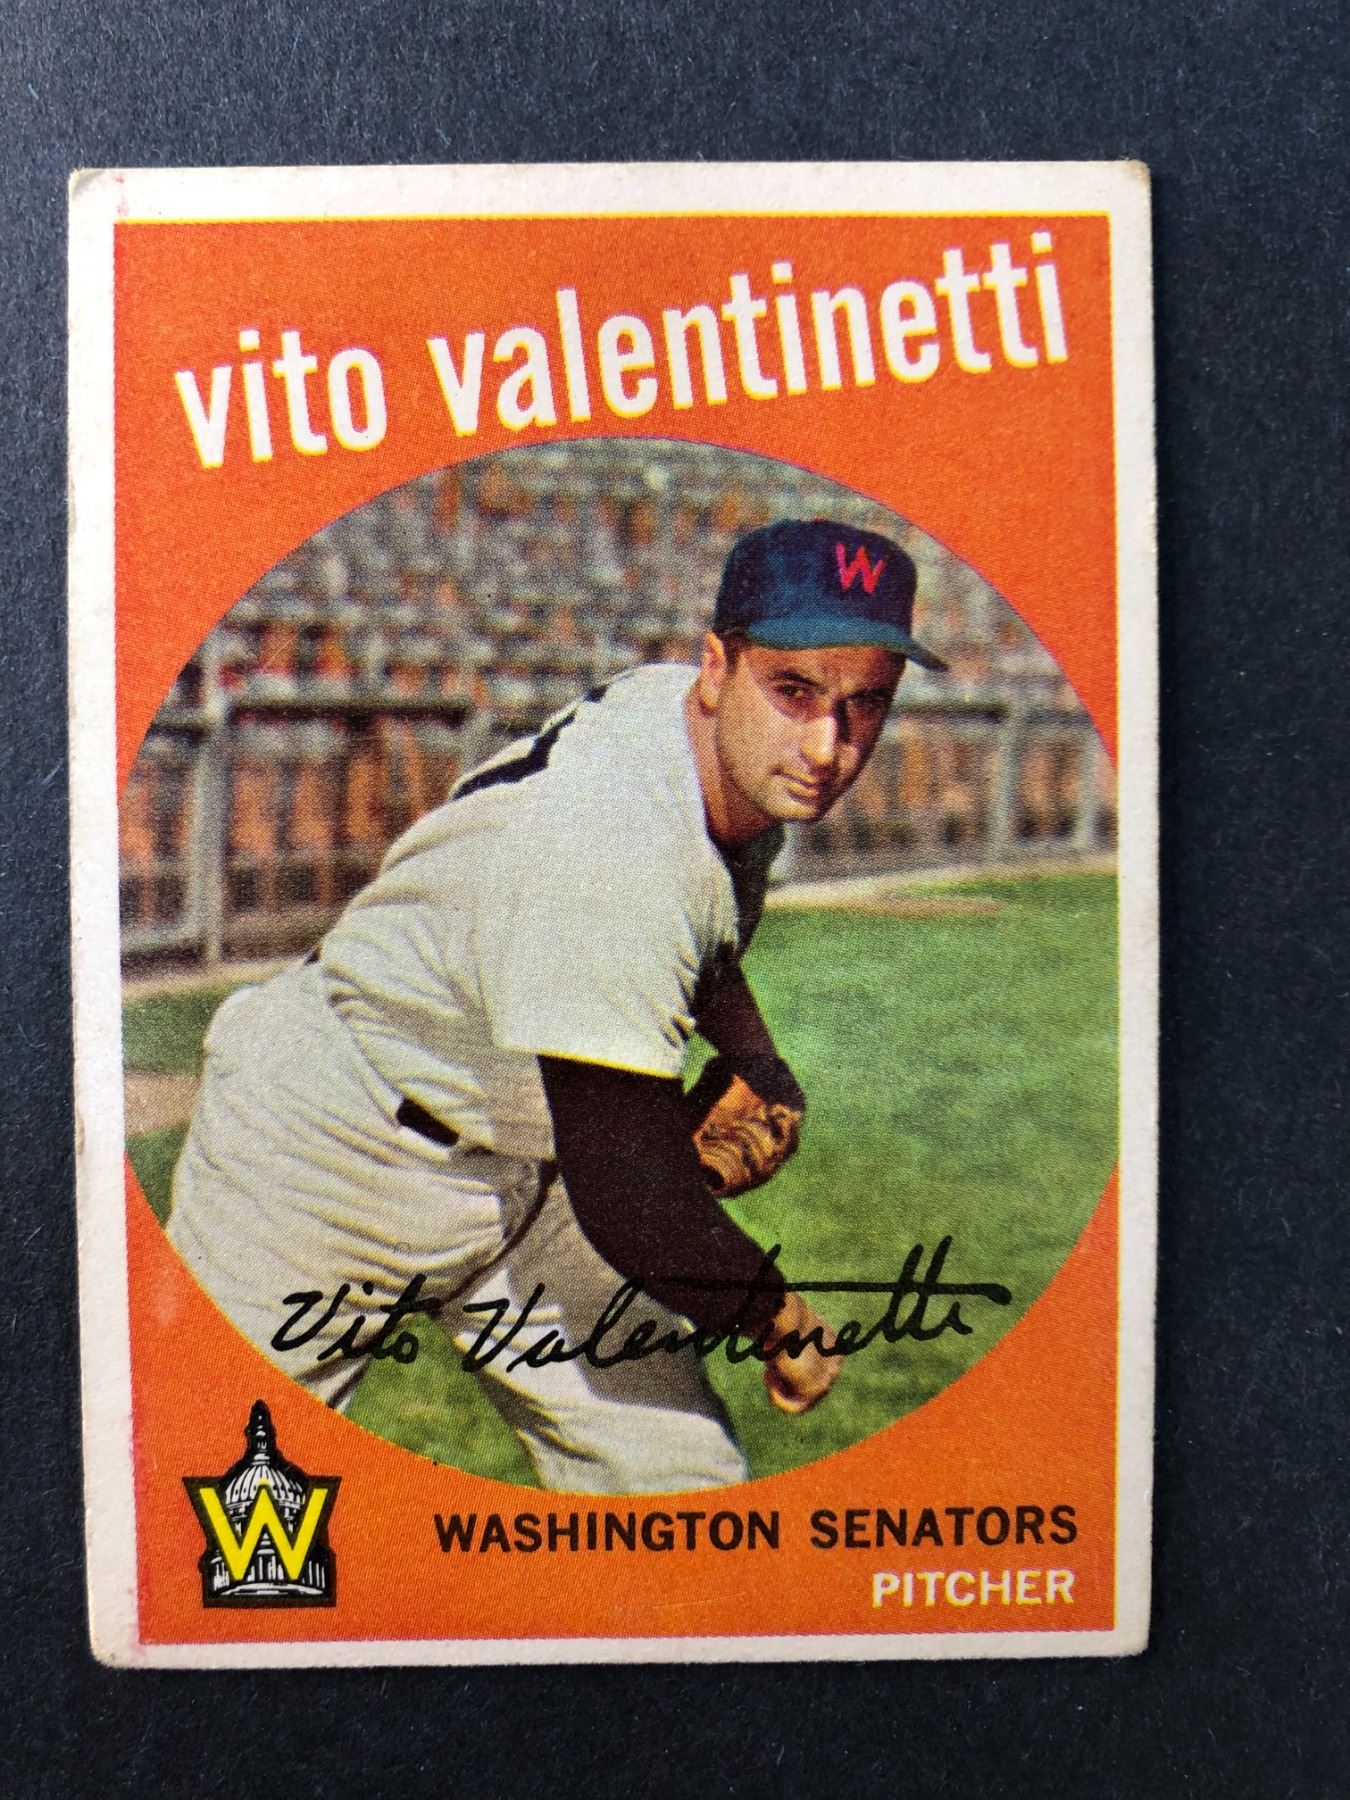 vito valentinetti
W
Vito Valentinetti
W
WASHINGTON SENATORS
PITCHER